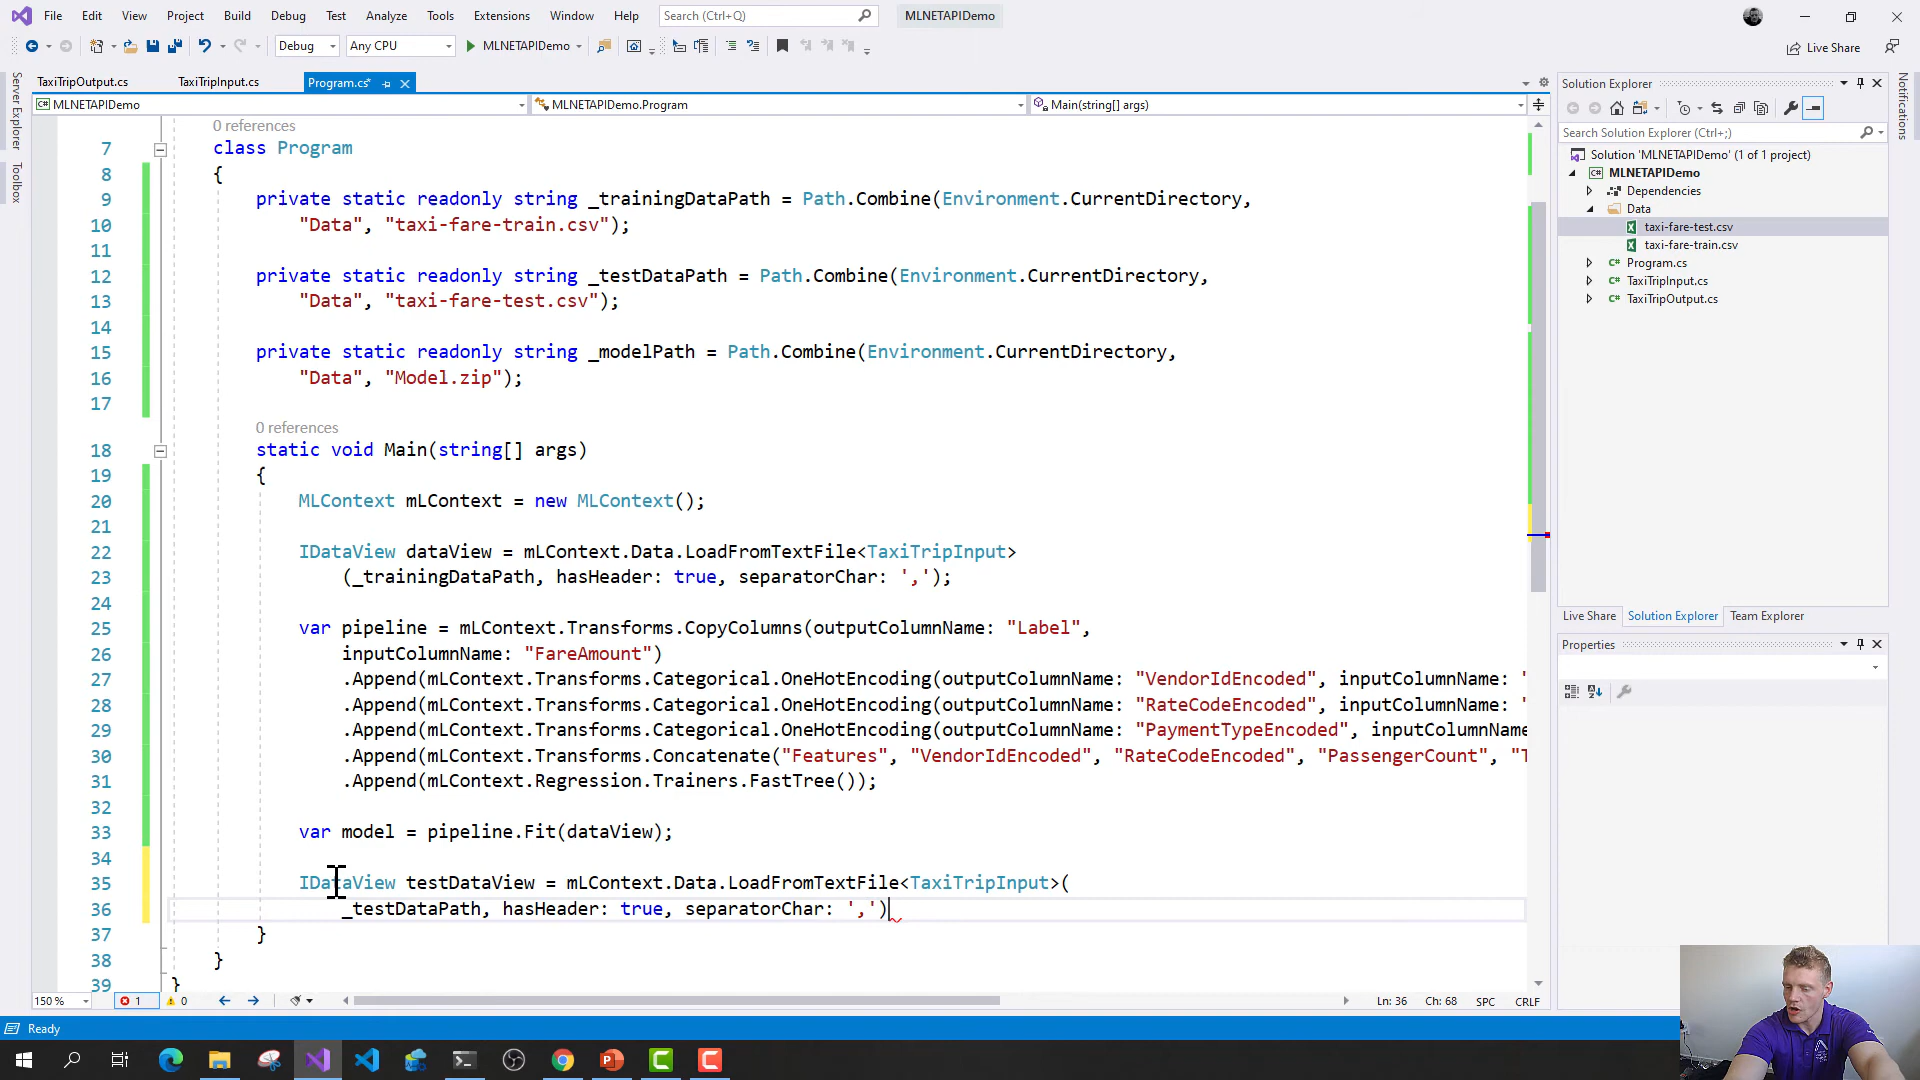 File Edit View Project Build Debug Test Analyze Tools Extensions Window Help Search (Ctrl+Q) MLNETAPIDemo
Debug Any CPU MLNETAPIDemo Live Share
Server Explorer
Toolbox
Notifications
TaxiTripOutput.cs TaxiTripInput.cs Program.cs*
MLNETAPIDemo MLNETAPIDemo.Program Main(string[] args)
0 references
7 class Program
8 {
9 private static readonly string _trainingDataPath = Path.Combine(Environment.CurrentDirectory,
10 "Data", "taxi-fare-train.csv");
11
12 private static readonly string _testDataPath = Path.Combine(Environment.CurrentDirectory,
13 "Data", "taxi-fare-test.csv");
14
15 private static readonly string _modelPath = Path.Combine(Environment.CurrentDirectory,
16 "Data", "Model.zip");
17
0 references
18 static void Main(string[] args)
19 {
20 MLContext mLContext = new MLContext();
21
22 IDataView dataView = mLContext.Data.LoadFromTextFile<TaxiTripInput>
23 (_trainingDataPath, hasHeader: true, separatorChar: ',');
24
25 var pipeline = mLContext.Transforms.CopyColumns(outputColumnName: "Label",
26 inputColumnName: "FareAmount")
27 .Append(mLContext.Transforms.Categorical.OneHotEncoding(outputColumnName: "VendorIdEncoded", inputColumnName: "
28 .Append(mLContext.Transforms.Categorical.OneHotEncoding(outputColumnName: "RateCodeEncoded", inputColumnName: "
29 .Append(mLContext.Transforms.Categorical.OneHotEncoding(outputColumnName: "PaymentTypeEncoded", inputColumnName
30 .Append(mLContext.Transforms.Concatenate("Features", "VendorIdEncoded", "RateCodeEncoded", "PassengerCount", "T
31 .Append(mLContext.Regression.Trainers.FastTree());
32
33 var model = pipeline.Fit(dataView);
34
35 IDataView testDataView = mLContext.Data.LoadFromTextFile<TaxiTripInput>(
36 _testDataPath, hasHeader: true, separatorChar: ',')
37 }
38 }
39 }
150 % 1 0 Ln: 36 Ch: 68 SPC CRLF
Ready
Solution Explorer
Search Solution Explorer (Ctrl+;)
Solution 'MLNETAPIDemo' (1 of 1 project)
MLNETAPIDemo
Dependencies
Data
taxi-fare-test.csv
taxi-fare-train.csv
Program.cs
TaxiTripInput.cs
TaxiTripOutput.cs
Live Share Solution Explorer Team Explorer
Properties